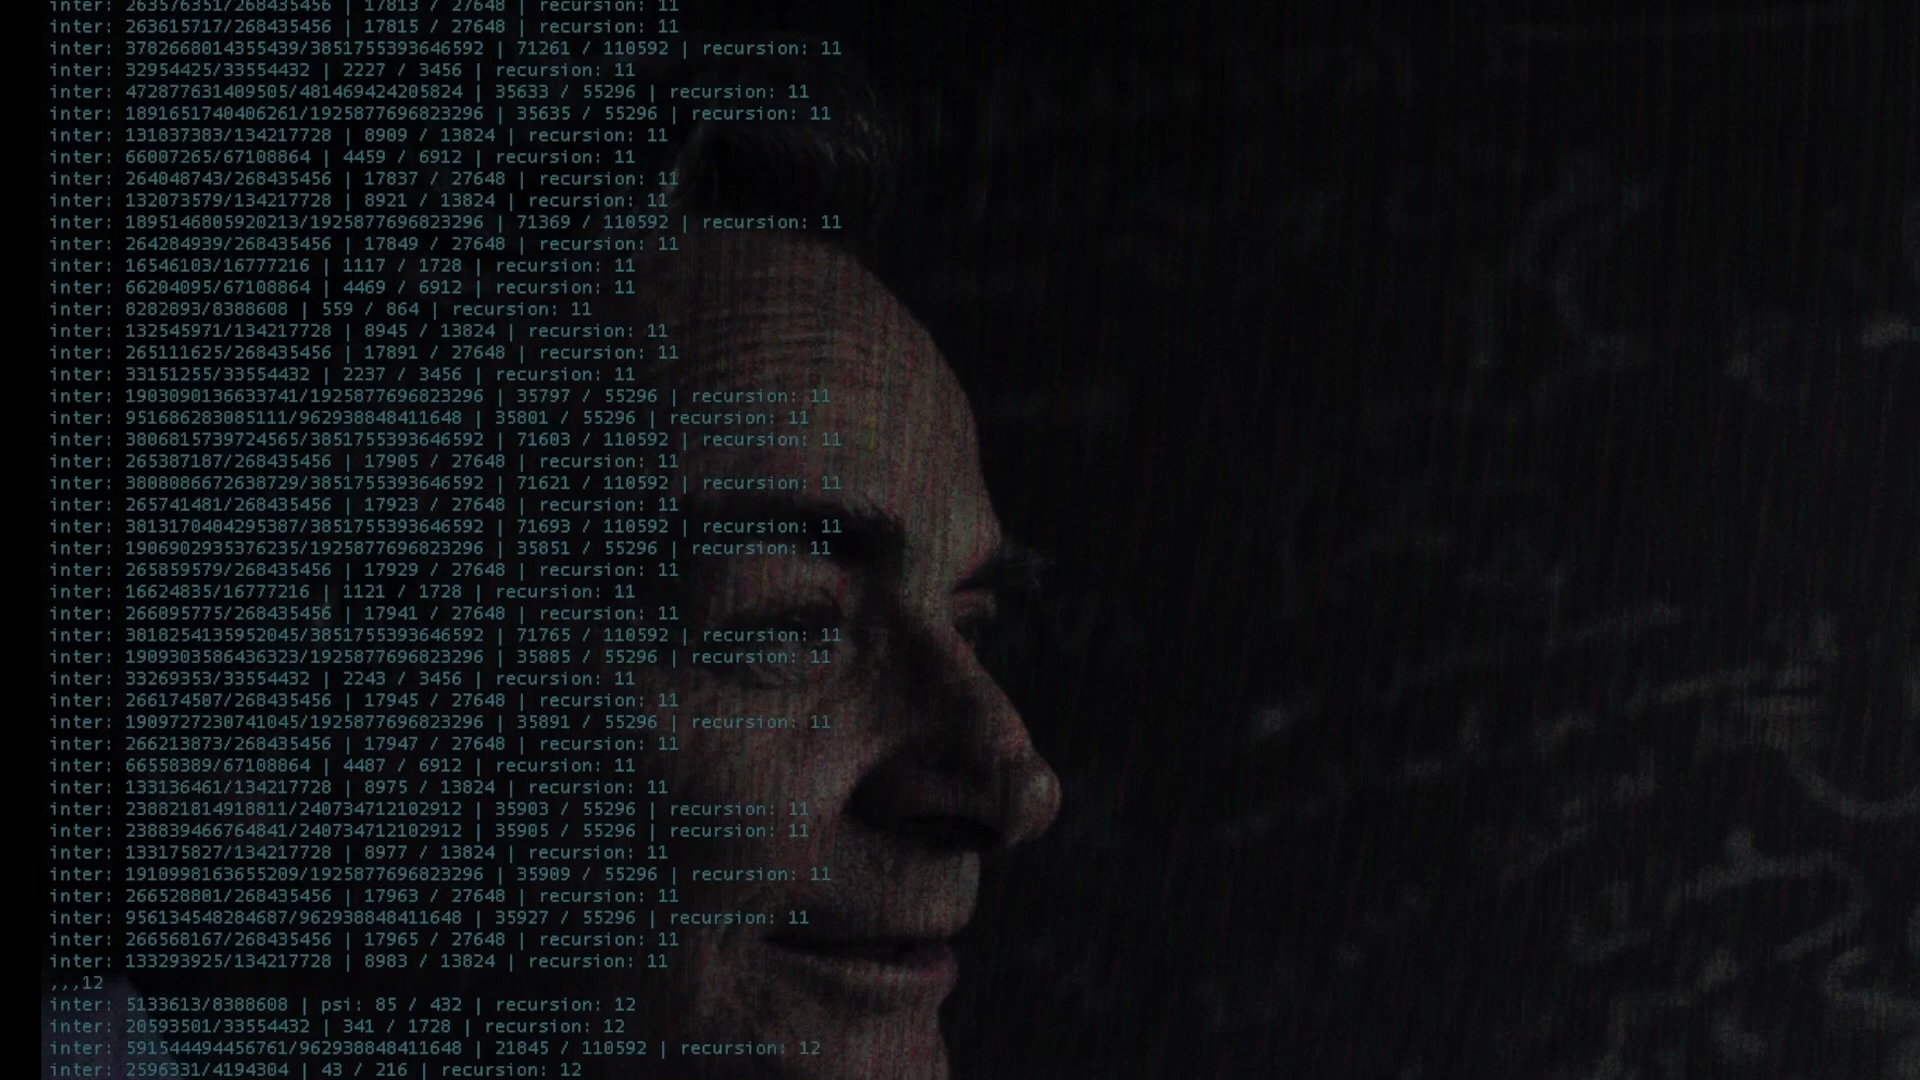 inter: 263576351/268435456 | 17813 / 27648 | recursion: 11
inter: 263615717/268435456 | 17815 / 27648 | recursion: 11
inter: 3782668014355439/3851755393646592 | 71261 / 110592 | recursion: 11
inter: 32954425/33554432 | 2227 / 3456 | recursion: 11
inter: 472877631409505/481469424205824 | 35633 / 55296 | recursion: 11
inter: 1891651740406261/1925877696823296 | 35635 / 55296 | recursion: 11
inter: 131837383/134217728 | 8909 / 13824 | recursion: 11
inter: 66007265/67108864 | 4459 / 6912 | recursion: 11
inter: 264048743/268435456 | 17837 / 27648 | recursion: 11
inter: 132073579/134217728 | 8921 / 13824 | recursion: 11
inter: 1895146805920213/1925877696823296 | 71369 / 110592 | recursion: 11
inter: 264284939/268435456 | 17849 / 27648 | recursion: 11
inter: 16546103/16777216 | 1117 / 1728 | recursion: 11
inter: 66204095/67108864 | 4469 / 6912 | recursion: 11
inter: 8282893/8388608 | 559 / 864 | recursion: 11
inter: 132545971/134217728 | 8945 / 13824 | recursion: 11
inter: 265111625/268435456 | 17891 / 27648 | recursion: 11
inter: 33151255/33554432 | 2237 / 3456 | recursion: 11
inter: 1903090136633741/1925877696823296 | 35797 / 55296 | recursion: 11
inter: 951686283085111/962938848411648 | 35801 / 55296 | recursion: 11
inter: 3806815739724565/3851755393646592 | 71603 / 110592 | recursion: 11
inter: 265387187/268435456 | 17905 / 27648 | recursion: 11
inter: 3808086672638729/3851755393646592 | 71621 / 110592 | recursion: 11
inter: 265741481/268435456 | 17923 / 27648 | recursion: 11
inter: 3813170404295387/3851755393646592 | 71693 / 110592 | recursion: 11
inter: 1906902935376235/1925877696823296 | 35851 / 55296 | recursion: 11
inter: 265859579/268435456 | 17929 / 27648 | recursion: 11
inter: 16624835/16777216 | 1121 / 1728 | recursion: 11
inter: 266095775/268435456 | 17941 / 27648 | recursion: 11
inter: 3818254135952045/3851755393646592 | 71765 / 110592 | recursion: 11
inter: 1909303586436323/1925877696823296 | 35885 / 55296 | recursion: 11
inter: 33269353/33554432 | 2243 / 3456 | recursion: 11
inter: 266174507/268435456 | 17945 / 27648 | recursion: 11
inter: 1909727230741045/1925877696823296 | 35891 / 55296 | recursion: 11
inter: 266213873/268435456 | 17947 / 27648 | recursion: 11
inter: 66558389/67108864 | 4487 / 6912 | recursion: 11
inter: 133136461/134217728 | 8975 / 13824 | recursion: 11
inter: 238821814918811/240734712102912 | 35903 / 55296 | recursion: 11
inter: 238839466764841/240734712102912 | 35905 / 55296 | recursion: 11
inter: 133175827/134217728 | 8977 / 13824 | recursion: 11
inter: 1910998163655209/1925877696823296 | 35909 / 55296 | recursion: 11
inter: 266528801/268435456 | 17963 / 27648 | recursion: 11
inter: 956134548284687/962938848411648 | 35927 / 55296 | recursion: 11
inter: 266568167/268435456 | 17965 / 27648 | recursion: 11
inter: 133293925/134217728 | 8983 / 13824 | recursion: 11
,,,12
inter: 5133613/8388608 | psi: 85 / 432 | recursion: 12
inter: 20593501/33554432 | 341 / 1728 | recursion: 12
inter: 591544494456761/962938848411648 | 21845 / 110592 | recursion: 12
inter: 2596331/4194304 | 43 / 216 | recursion: 12